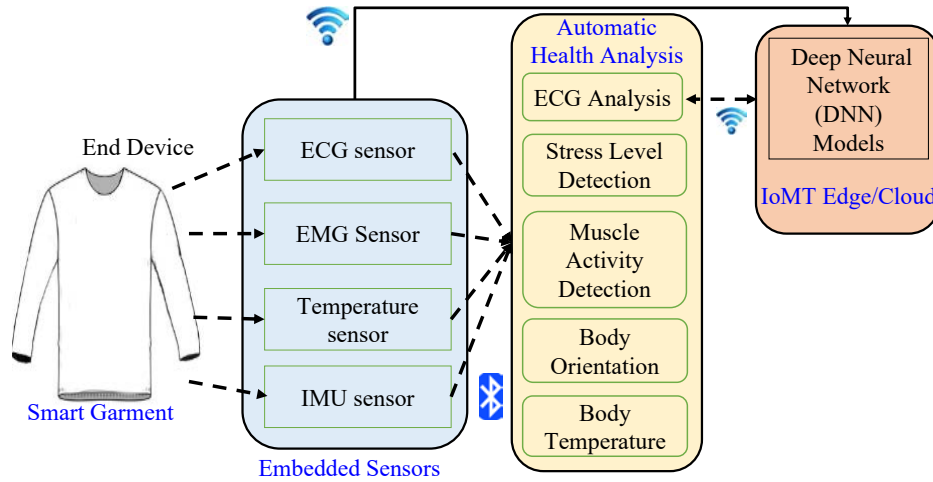 End Device
Smart Garment
ECG sensor
EMG Sensor
Temperature
sensor
IMU sensor
Embedded Sensors
Automatic
Health Analysis
ECG Analysis
Stress Level
Detection
Muscle
Activity
Detection
Body
Orientation
Body
Temperature
Deep Neural
Network
(DNN)
Models
IoMT Edge/Cloud